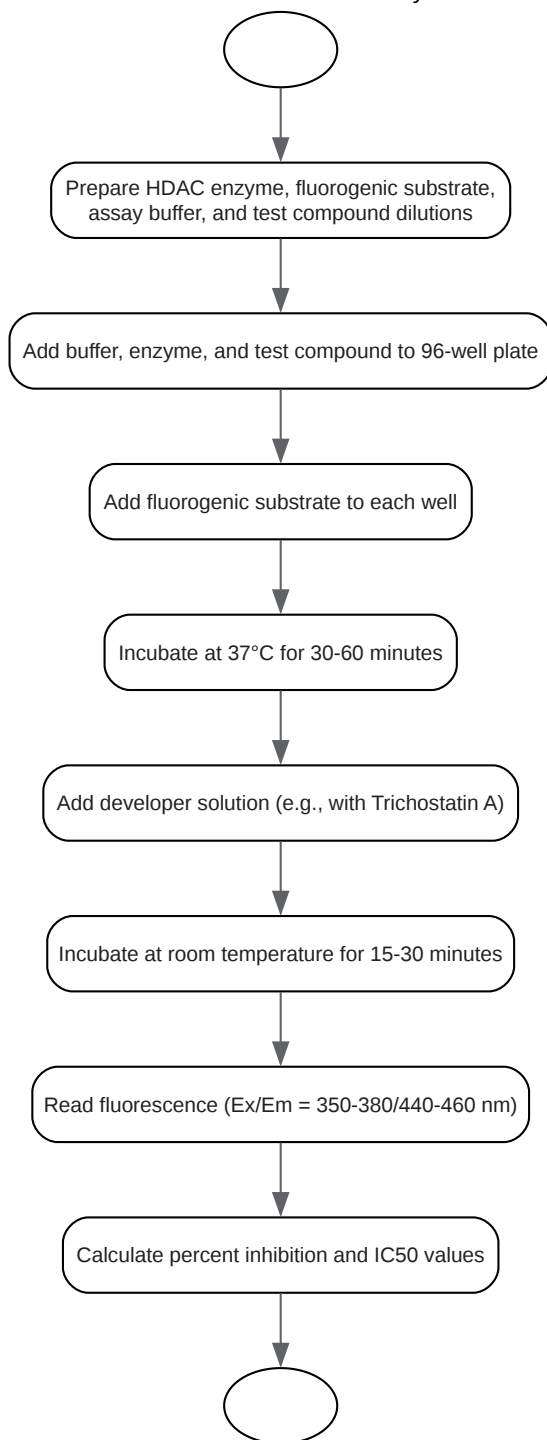 Prepare HDAC enzyme, fluorogenic substrate,
assay buffer, and test compound dilutions
Add buffer, enzyme, and test compound to 96-well plate
Add fluorogenic substrate to each well
Incubate at 37°C for 30-60 minutes
Add developer solution (e.g., with Trichostatin A)
Incubate at room temperature for 15-30 minutes
Read fluorescence (Ex/Em = 350-380/440-460 nm)
Calculate percent inhibition and IC50 values